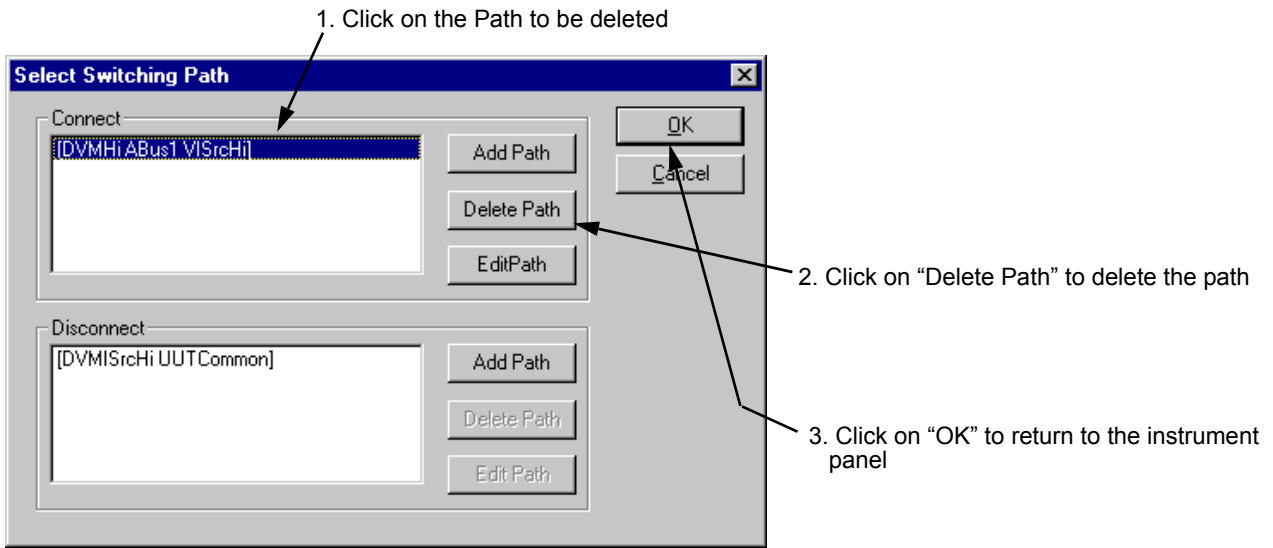 1. Click on the Path to be deleted
Select Switching Path
Connect
[DVMHi ABus1 VISrcHi]
Add Path
Delete Path
EditPath
OK
Cancel
2. Click on “Delete Path” to delete the path
Disconnect
[DVMISrcHi UUTCommon]
Add Path
Delete Path
Edit Path
3. Click on “OK” to return to the instrument
panel